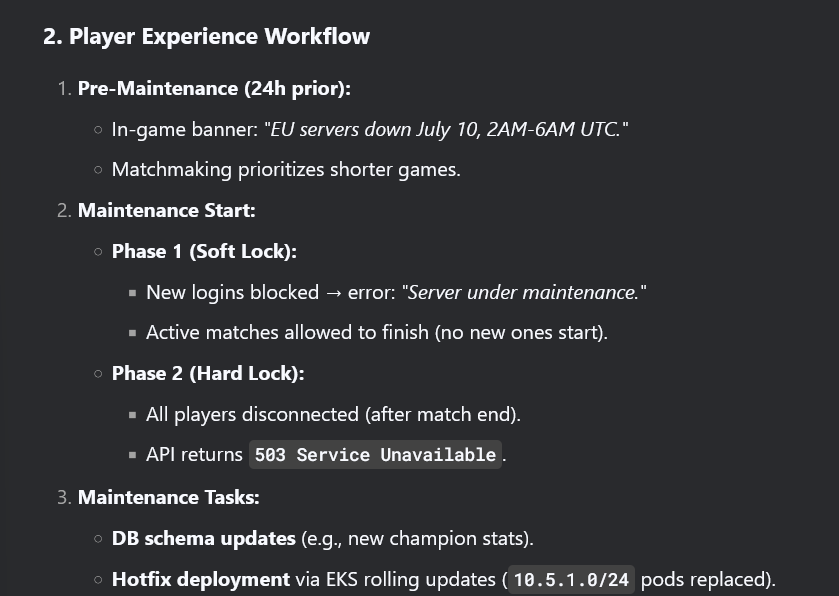 2. Player Experience Workflow
1. Pre-Maintenance (24h prior):
○ In-game banner: "EU servers down July 10, 2AM-6AM UTC."
○ Matchmaking prioritizes shorter games.
2. Maintenance Start:
○ Phase 1 (Soft Lock):
▪ New logins blocked → error: "Server under maintenance."
▪ Active matches allowed to finish (no new ones start).
○ Phase 2 (Hard Lock):
▪ All players disconnected (after match end).
▪ API returns 503 Service Unavailable.
3. Maintenance Tasks:
○ DB schema updates (e.g., new champion stats).
○ Hotfix deployment via EKS rolling updates (10.5.1.0/24 pods replaced).